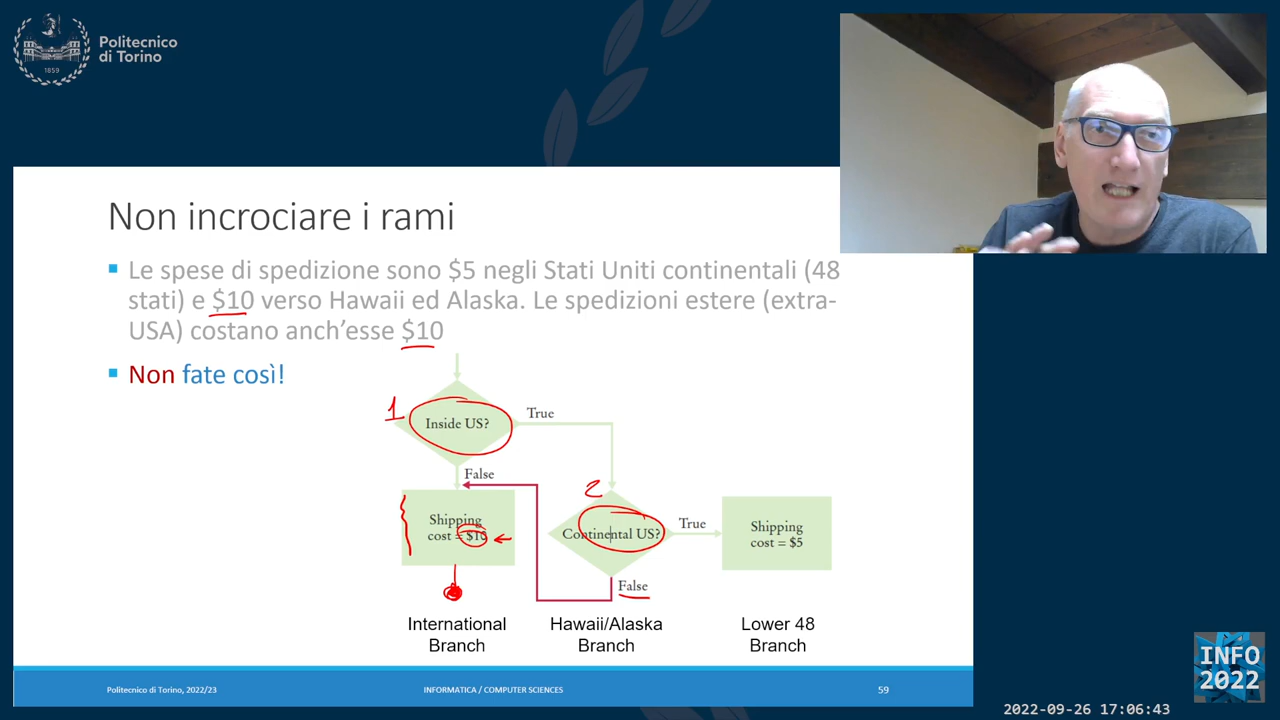 Politecnico
di Torino
1859
Non incrociare i rami
Le spese di spedizione sono $5 negli Stati Uniti continentali (48
stati) e $10 verso Hawaii ed Alaska. Le spedizioni estere (extra-
USA) costano anch'esse $10
Non fate così!
1
Inside US?
True
False
2
Shipping
cost = $10
Continental US?
True
Shipping
cost = $5
False
International
Branch
Hawaii/Alaska
Branch
Lower 48
Branch
Politecnico di Torino, 2022/23
INFORMATICA / COMPUTER SCIENCES
59
INFO
2022
2022-09-26 17:06:43